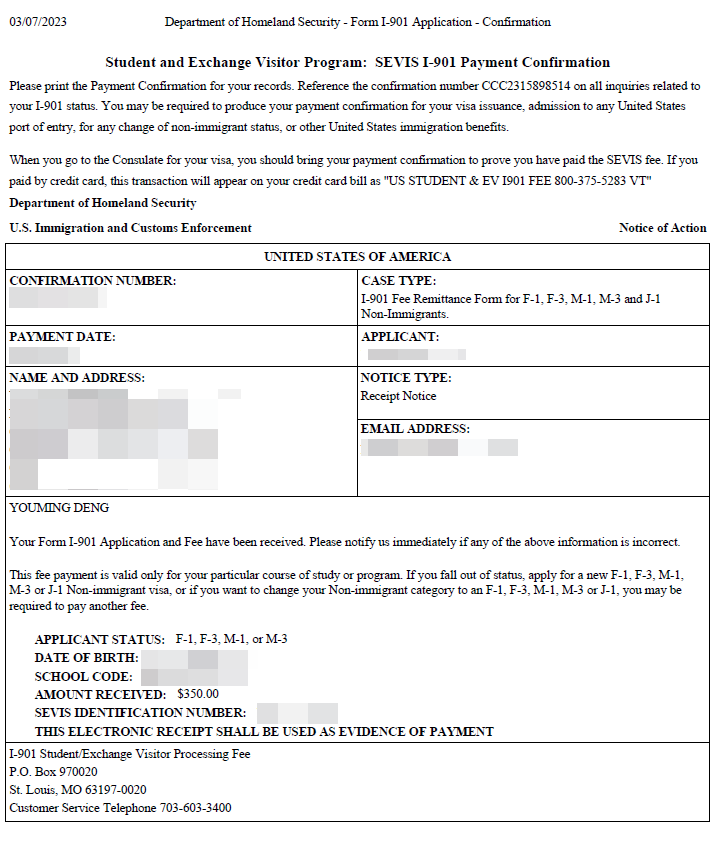 03/07/2023 Department of Homeland Security - Form I-901 Application - Confirmation
Student and Exchange Visitor Program: SEVIS I-901 Payment Confirmation
Please print the Payment Confirmation for your records. Reference the confirmation number CCC2315898514 on all inquiries related to
your I-901 status. You may be required to produce your payment confirmation for your visa issuance, admission to any United States
port of entry, for any change of non-immigrant status, or other United States immigration benefits.
When you go to the Consulate for your visa, you should bring your payment confirmation to prove you have paid the SEVIS fee. If you
paid by credit card, this transaction will appear on your credit card bill as "US STUDENT & EV I901 FEE 800-375-5283 VT"
Department of Homeland Security
U.S. Immigration and Customs Enforcement Notice of Action
UNITED STATES OF AMERICA
CONFIRMATION NUMBER:
CASE TYPE:
I-901 Fee Remittance Form for F-1, F-3, M-1, M-3 and J-1
Non-Immigrants.
PAYMENT DATE:
APPLICANT:
NAME AND ADDRESS:
NOTICE TYPE:
Receipt Notice
EMAIL ADDRESS:
YOUMING DENG
Your Form I-901 Application and Fee have been received. Please notify us immediately if any of the above information is incorrect.
This fee payment is valid only for your particular course of study or program. If you fall out of status, apply for a new F-1, F-3, M-1,
M-3 or J-1 Non-immigrant visa, or if you want to change your Non-immigrant category to an F-1, F-3, M-1, M-3 or J-1, you may be
required to pay another fee.
APPLICANT STATUS: F-1, F-3, M-1, or M-3
DATE OF BIRTH:
SCHOOL CODE:
AMOUNT RECEIVED: $350.00
SEVIS IDENTIFICATION NUMBER:
THIS ELECTRONIC RECEIPT SHALL BE USED AS EVIDENCE OF PAYMENT
I-901 Student/Exchange Visitor Processing Fee
P.O. Box 970020
St. Louis, MO 63197-0020
Customer Service Telephone 703-603-3400